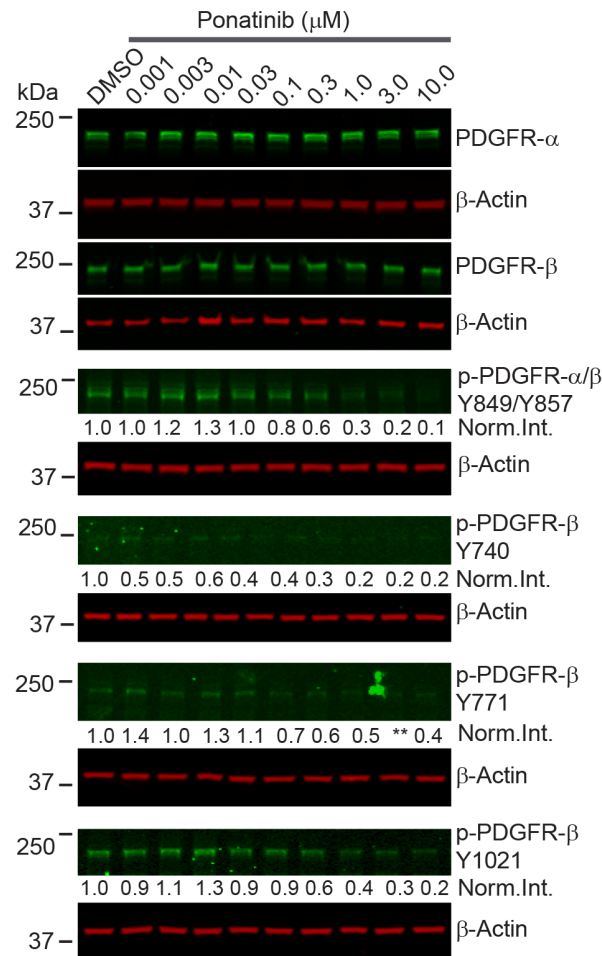 Ponatinib (μM)
kDa DMSO 0.001 0.003 0.01 0.03 0.1 0.3 1.0 3.0 10.0
250 PDGFR-α
37 β-Actin
250 PDGFR-β
37 β-Actin
250 p-PDGFR-α/β
Y849/Y857
1.0 1.0 1.2 1.3 1.0 0.8 0.6 0.3 0.2 0.1 Norm.Int.
37 β-Actin
250 p-PDGFR-β
Y740
1.0 0.5 0.5 0.6 0.4 0.4 0.3 0.2 0.2 0.2 Norm.Int.
37 β-Actin
250 p-PDGFR-β
Y771
1.0 1.4 1.0 1.3 1.1 0.7 0.6 0.5 ** 0.4 Norm.Int.
37 β-Actin
250 p-PDGFR-β
Y1021
1.0 0.9 1.1 1.3 0.9 0.9 0.6 0.4 0.3 0.2 Norm.Int.
37 β-Actin